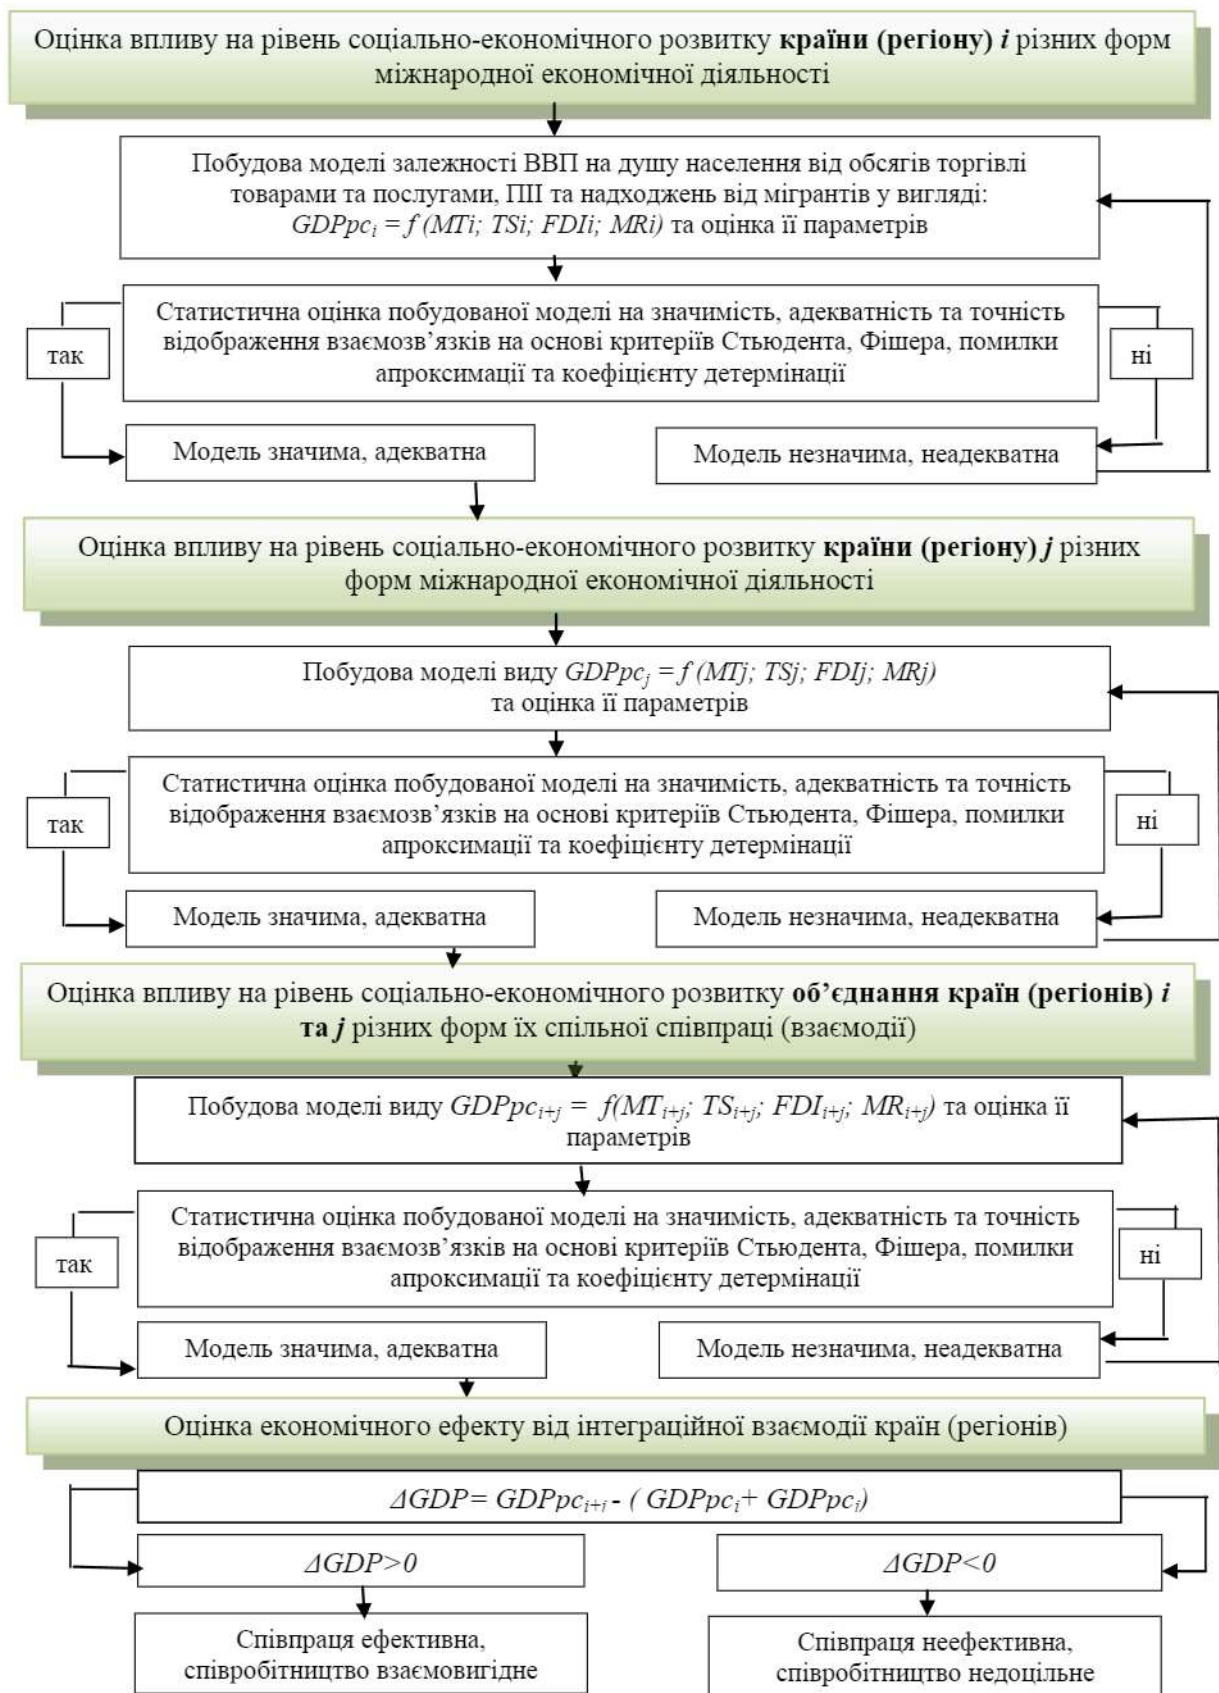 Оцінка впливу на рівень соціально-економічного розвитку країни (регіону) i різних форм
міжнародної економічної діяльності
Побудова моделі залежності ВВП на душу населення від обсягів торгівлі
товарами та послугами, ПІІ та надходжень від мігрантів у вигляді:
GDPpcᵢ = f (MTi; TSi; FDIi; MRi) та оцінка її параметрів
Статистична оцінка побудованої моделі на значимість, адекватність та точність
відображення взаємозв’язків на основі критеріїв Стьюдента, Фішера, помилки
апроксимації та коефіцієнту детермінації
так
ні
Модель значима, адекватна
Модель незначима, неадекватна
Оцінка впливу на рівень соціально-економічного розвитку країни (регіону) j різних
форм міжнародної економічної діяльності
Побудова моделі виду GDPpcⱼ = f (MTj; TSj; FDIj; MRj)
та оцінка її параметрів
Статистична оцінка побудованої моделі на значимість, адекватність та точність
відображення взаємозв’язків на основі критеріїв Стьюдента, Фішера, помилки
апроксимації та коефіцієнту детермінації
так
ні
Модель значима, адекватна
Модель незначима, неадекватна
Оцінка впливу на рівень соціально-економічного розвитку об’єднання країн (регіонів) i
та j різних форм їх спільної співпраці (взаємодії)
Побудова моделі виду GDPpcᵢ₊ⱼ = f(MTᵢ₊ⱼ; TSᵢ₊ⱼ; FDIᵢ₊ⱼ; MRᵢ₊ⱼ) та оцінка її
параметрів
Статистична оцінка побудованої моделі на значимість, адекватність та точність
відображення взаємозв’язків на основі критеріїв Стьюдента, Фішера, помилки
апроксимації та коефіцієнту детермінації
так
ні
Модель значима, адекватна
Модель незначима, неадекватна
Оцінка економічного ефекту від інтеграційної взаємодії країн (регіонів)
ΔGDP = GDPpcᵢ₊ⱼ - ( GDPpcᵢ + GDPpcⱼ)
ΔGDP>0
ΔGDP<0
Співпраця ефективна,
співробітництво взаємовигідне
Співпраця неефективна,
співробітництво недоцільне